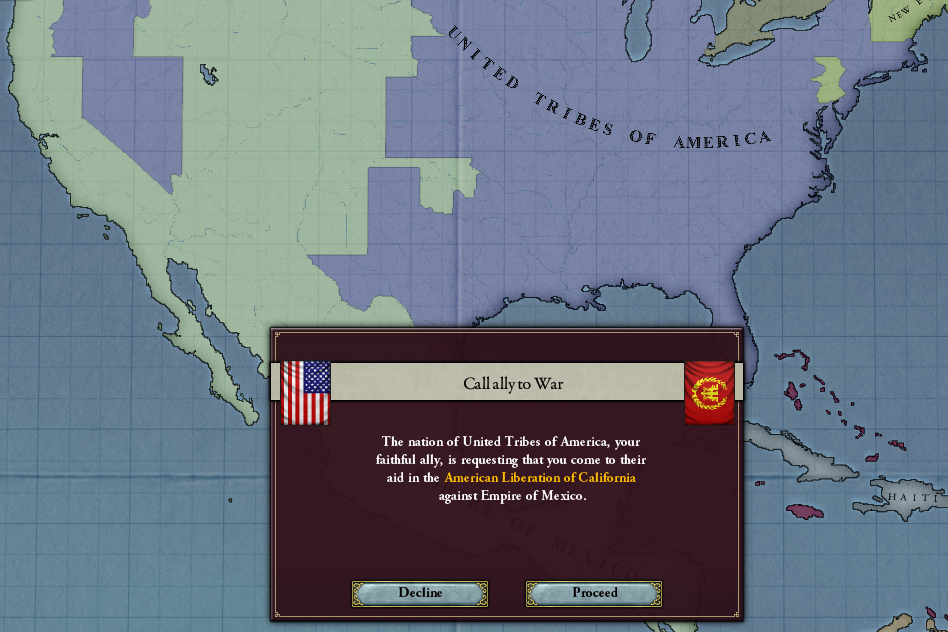 NEW E
UNITED TRIBES OF AMERICA
Call ally to War
The nation of United Tribes of America, your
faithful ally, is requesting that you come to their
aid in the American Liberation of California
against Empire of Mexico.
HAITI
OF MEXICO
Decline
Proceed